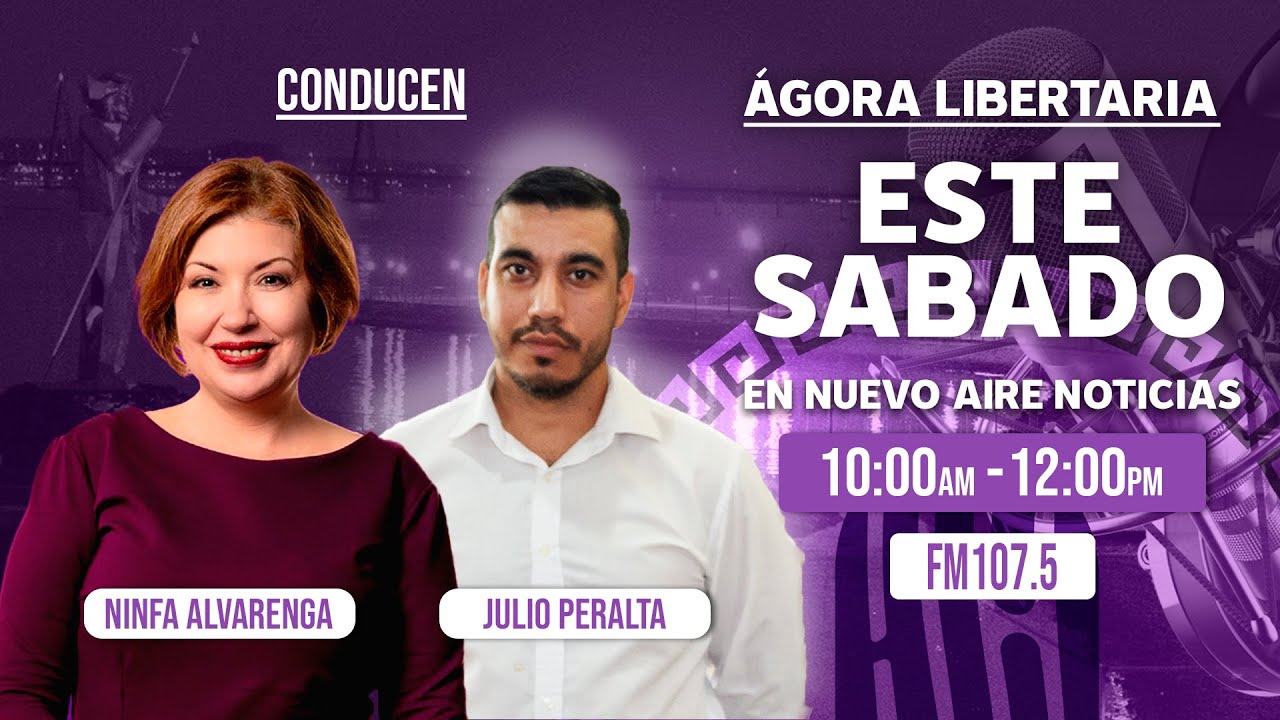 CONDUCEN
NINFA ALVARENGA
JULIO PERALTA
ÁGORA LIBERTARIA
ESTE
SABADO
EN NUEVO AIRE NOTICIAS
10:00AM - 12:00PM
FM107.5